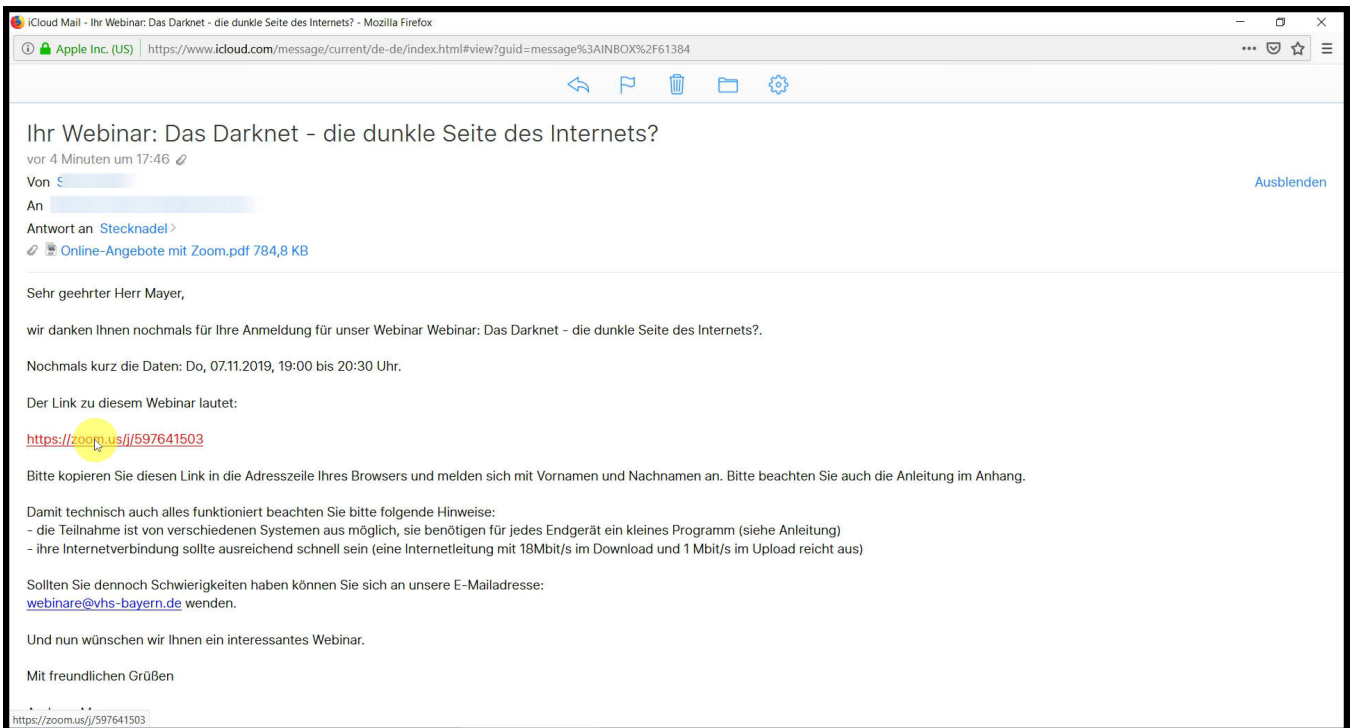 iCloud Mail - Ihr Webinar: Das Darknet - die dunkle Seite des Internets? - Mozilla Firefox
Apple Inc. (US) https://www.icloud.com/message/current/de-de/index.html#view?guid=message%3AINBOX%2F61384
Ihr Webinar: Das Darknet - die dunkle Seite des Internets?
vor 4 Minuten um 17:46
Von
Ausblenden
An
Antwort an Stecknadel
Online-Angebote mit Zoom.pdf 784,8 KB
Sehr geehrter Herr Mayer,
wir danken Ihnen nochmals für Ihre Anmeldung für unser Webinar Webinar: Das Darknet - die dunkle Seite des Internets?.
Nochmals kurz die Daten: Do, 07.11.2019, 19:00 bis 20:30 Uhr.
Der Link zu diesem Webinar lautet:
https://zoom.us/j/597641503
Bitte kopieren Sie diesen Link in die Adresszeile Ihres Browsers und melden sich mit Vornamen und Nachnamen an. Bitte beachten Sie auch die Anleitung im Anhang.
Damit technisch auch alles funktioniert beachten Sie bitte folgende Hinweise:
- die Teilnahme ist von verschiedenen Systemen aus möglich, sie benötigen für jedes Endgerät ein kleines Programm (siehe Anleitung)
- ihre Internetverbindung sollte ausreichend schnell sein (eine Internetleitung mit 18Mbit/s im Download und 1 Mbit/s im Upload reicht aus)
Sollten Sie dennoch Schwierigkeiten haben können Sie sich an unsere E-Mailadresse:
webinare@vhs-bayern.de wenden.
Und nun wünschen wir Ihnen ein interessantes Webinar.
Mit freundlichen Grüßen
https://zoom.us/j/597641503